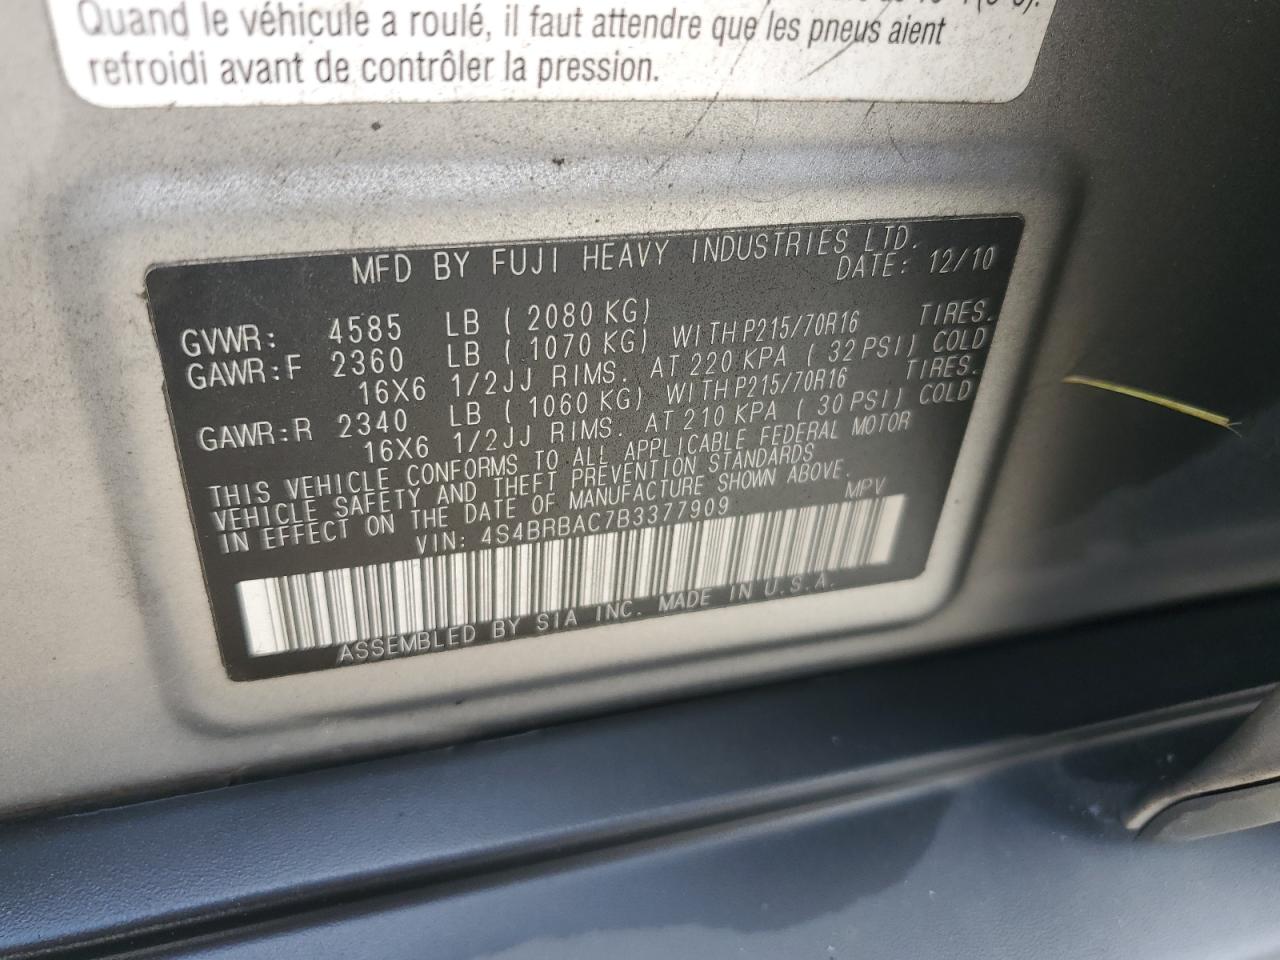 Quand le véhicule a roulé, il faut attendre que les pneus aient
refroidi avant de contrôler la pression.
MFD BY FUJI HEAVY INDUSTRIES LTD.
DATE: 12/10
GVWR: 4585 LB ( 2080 KG)
GAWR:F 2360 LB ( 1070 KG) WITH P215/70R16 TIRES.
16X6 1/2JJ RIMS. AT 220 KPA ( 32 PSI) COLD
GAWR:R 2340 LB ( 1060 KG) WITH P215/70R16 TIRES.
16X6 1/2JJ RIMS. AT 210 KPA ( 30 PSI) COLD
THIS VEHICLE CONFORMS TO ALL APPLICABLE FEDERAL MOTOR
VEHICLE SAFETY AND THEFT PREVENTION STANDARDS
IN EFFECT ON THE DATE OF MANUFACTURE SHOWN ABOVE.
VIN: 4S4BRBAC7B3377909 MPV
ASSEMBLED BY SIA INC. MADE IN U.S.A.